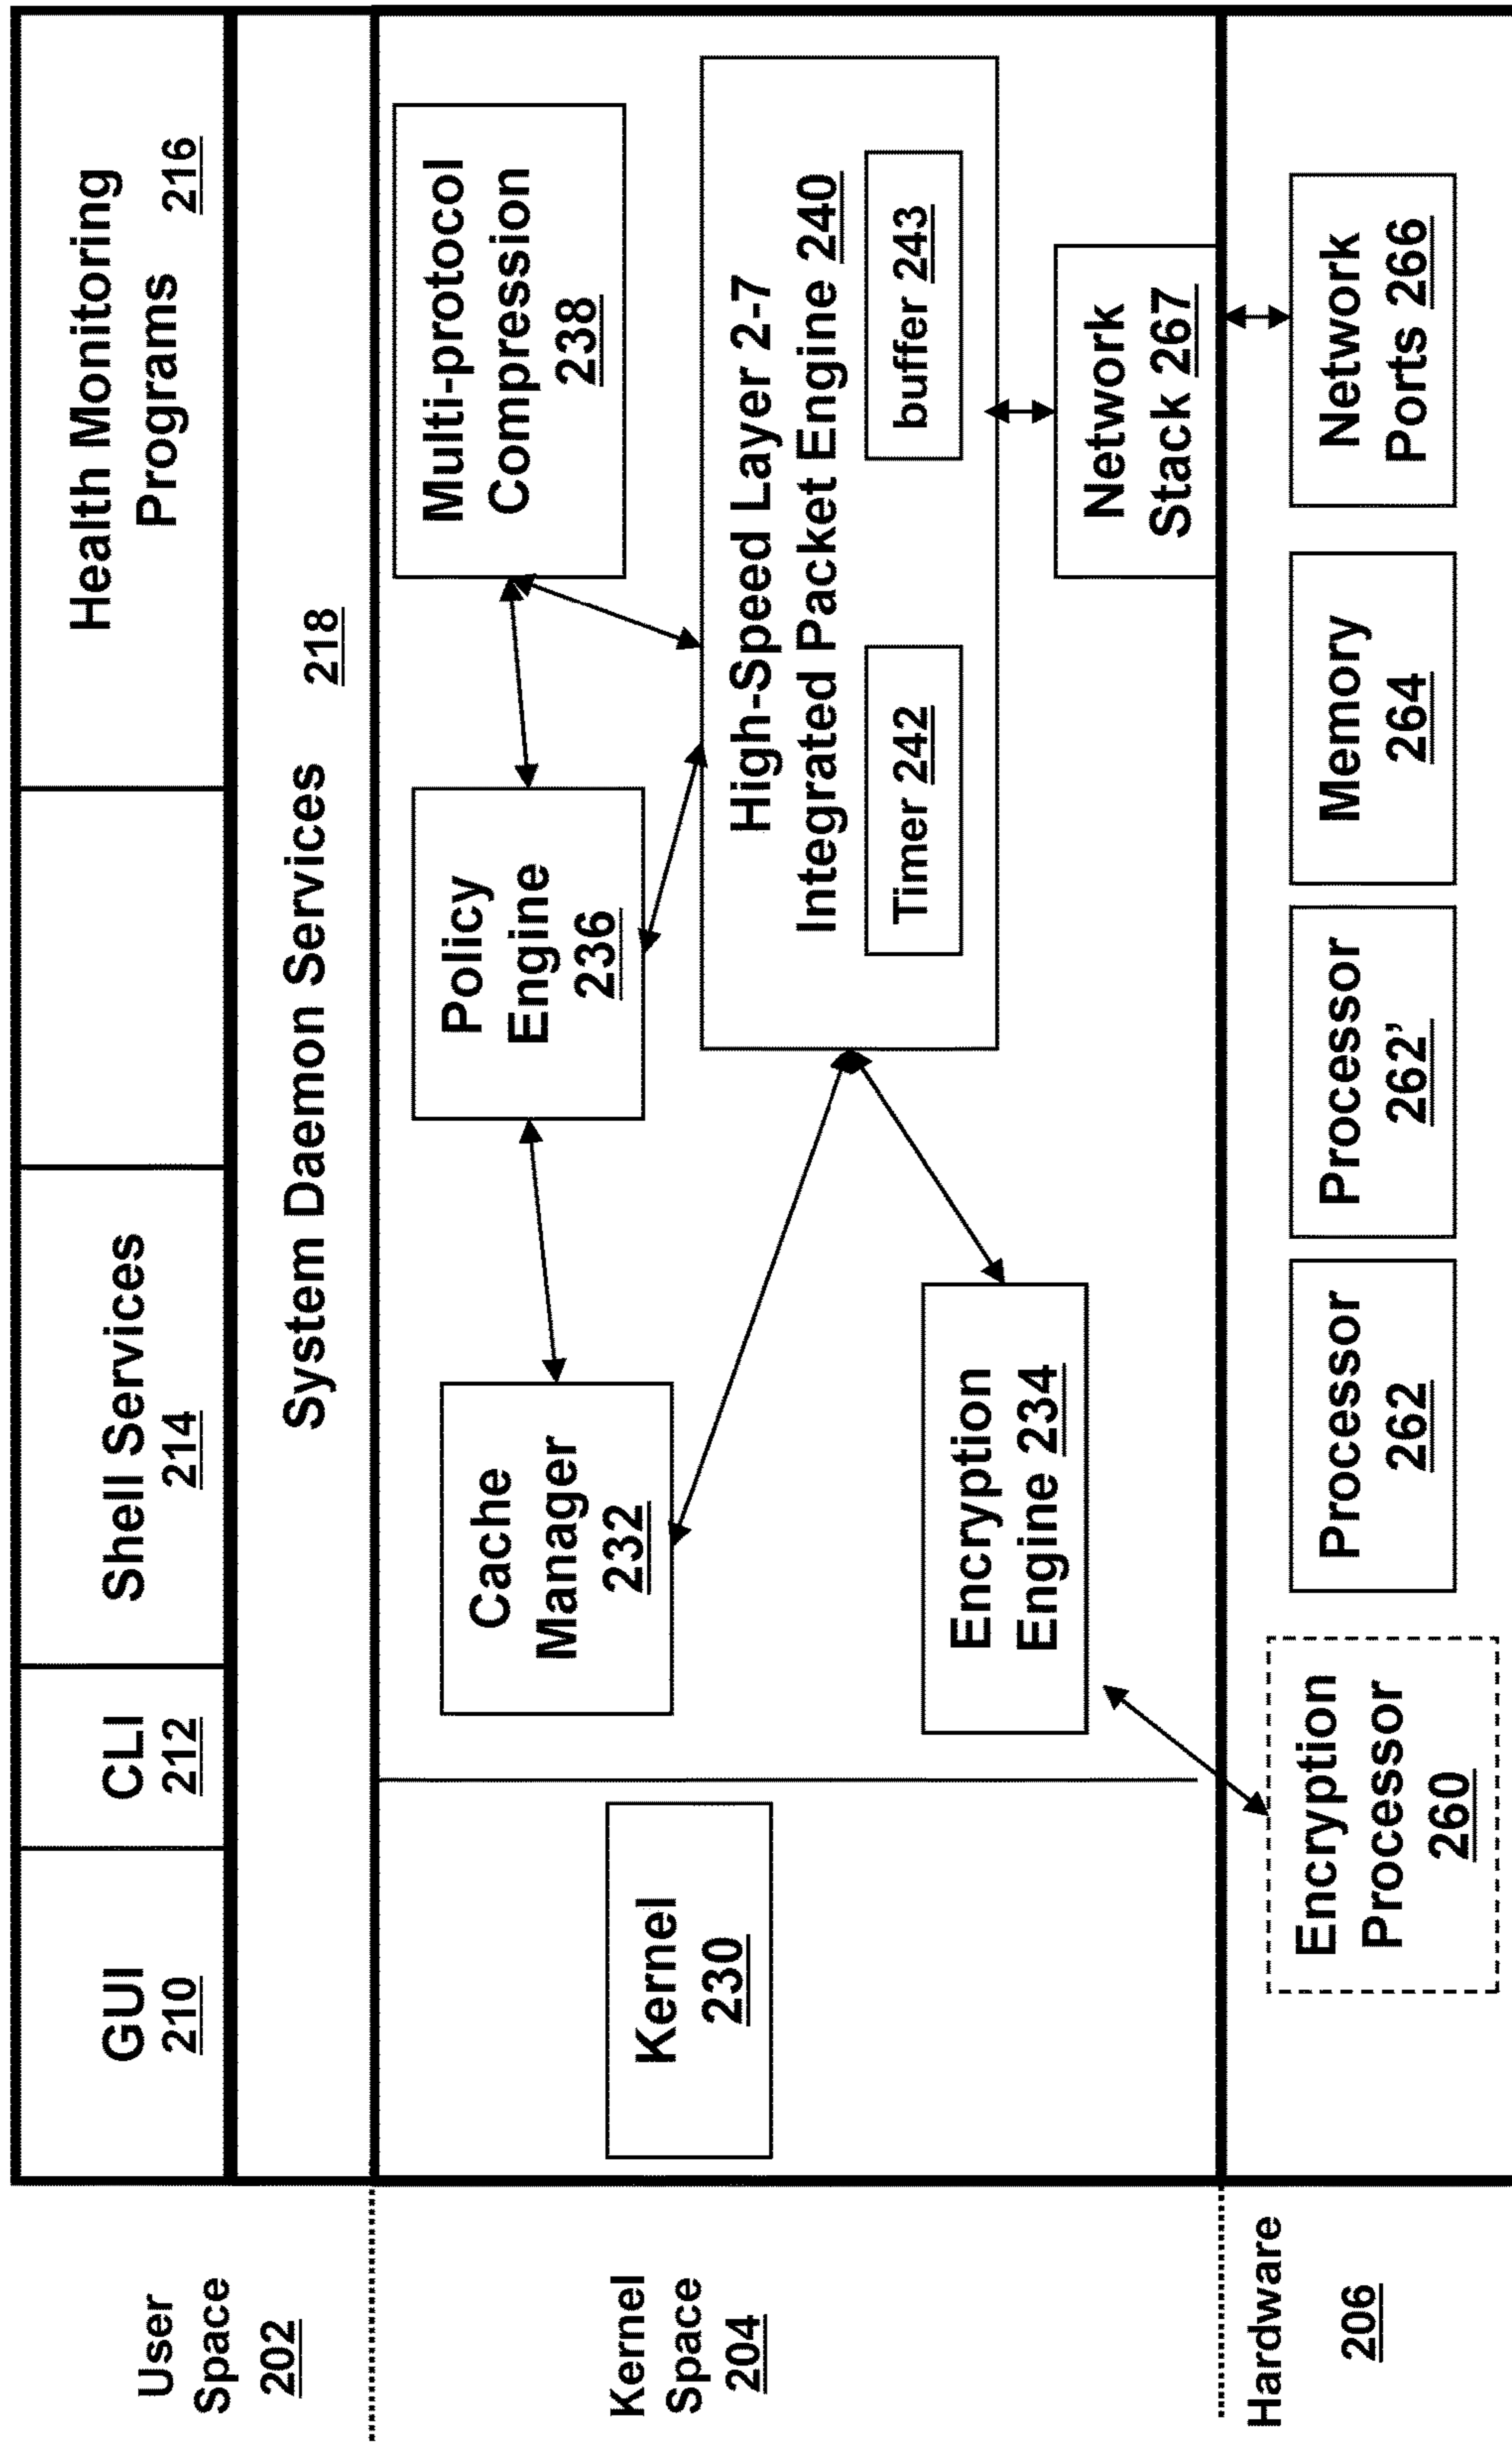 User
Space
202
GUI
210
CLI
212
Shell Services
214
Health Monitoring
Programs 216
System Daemon Services 218
Kernel
Space
204
Kernel
230
Cache
Manager
232
Policy
Engine
236
Multi-protocol
Compression
238
High-Speed Layer 2-7
Integrated Packet Engine 240
Timer 242
buffer 243
Encryption
Engine 234
Network
Stack 267
Hardware
206
Encryption
Processor
260
Processor
262
Processor
262’
Memory
264
Network
Ports 266